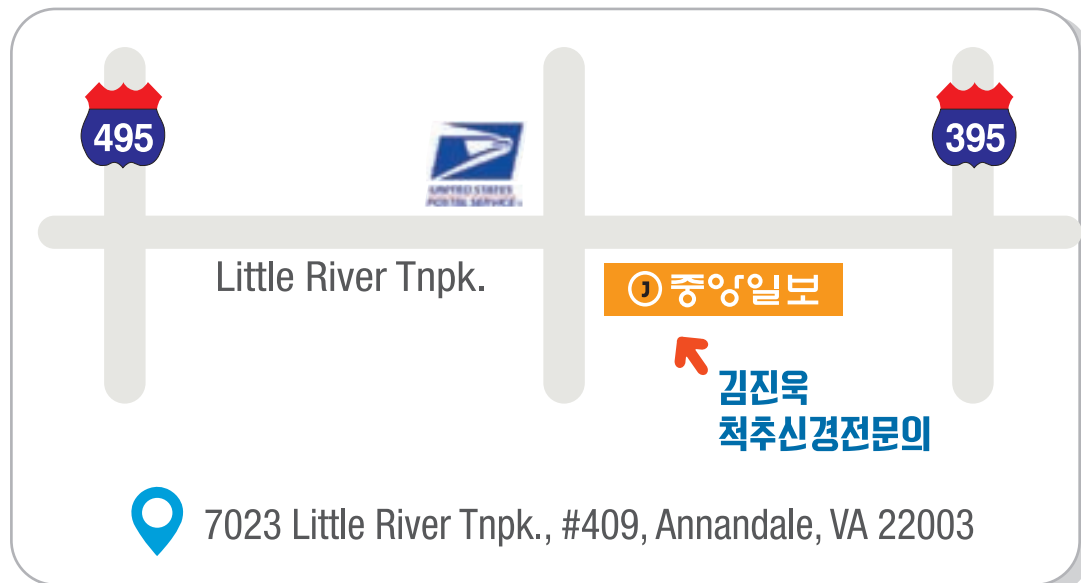 495
395
UNITED STATES
POSTAL SERVICE®
Little River Tnpk.
J 중앙일보
김진욱
척추신경전문의
7023 Little River Tnpk., #409, Annandale, VA 22003